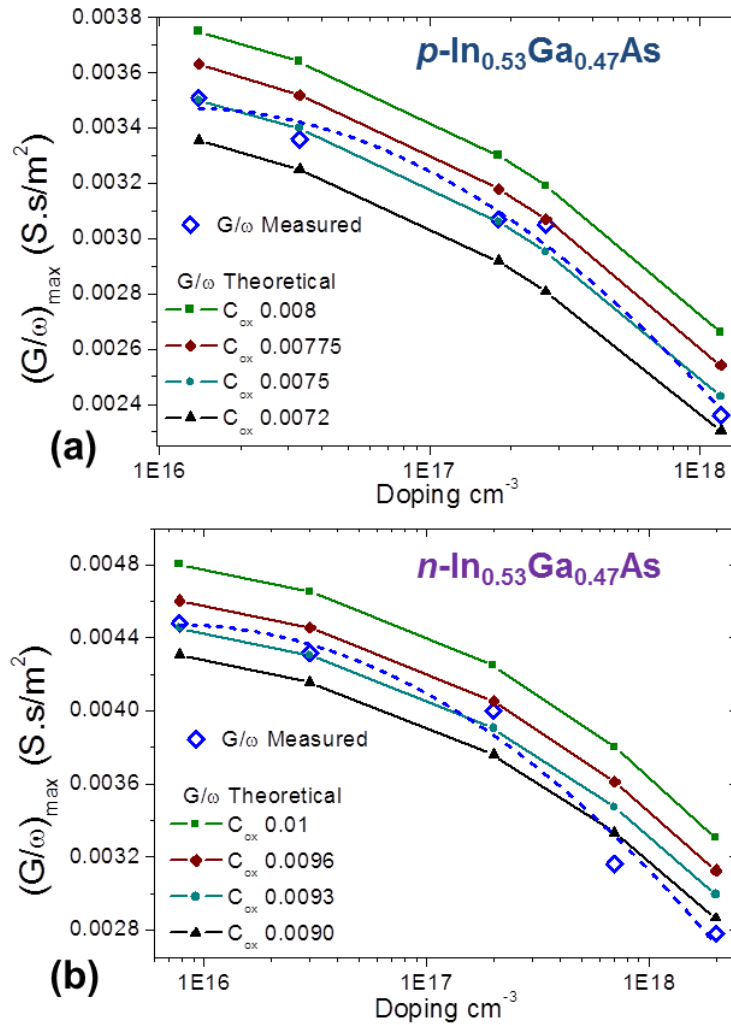 0.0038
p-In0.53Ga0.47As
0.0036
0.0034
0.0032
0.0030
0.0028
0.0026
0.0024
(G/ω)max (S.s/m²)
G/ω Measured
G/ω Theoretical
Cox 0.008
Cox 0.00775
Cox 0.0075
Cox 0.0072
(a)
1E16 1E17 1E18
Doping cm-3
n-In0.53Ga0.47As
0.0048
0.0044
0.0040
0.0036
0.0032
0.0028
(G/ω)max (S.s/m²)
G/ω Measured
G/ω Theoretical
Cox 0.01
Cox 0.0096
Cox 0.0093
Cox 0.0090
(b)
1E16 1E17 1E18
Doping cm-3